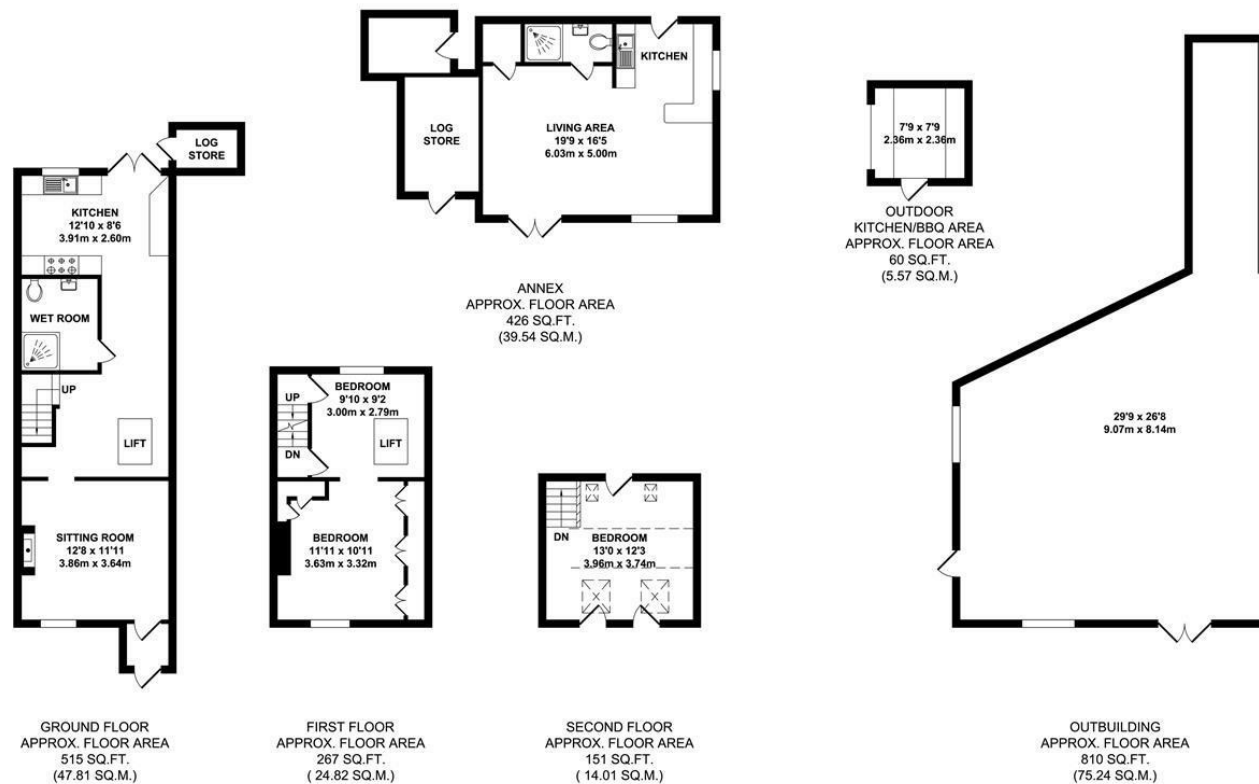 KITCHEN
LIVING AREA
19'9 x 16'5
6.03m x 5.00m
LOG
STORE
ANNEX
APPROX. FLOOR AREA
426 SQ.FT.
(39.54 SQ.M.)
7'9 x 7'9
2.36m x 2.36m
OUTDOOR
KITCHEN/BBQ AREA
APPROX. FLOOR AREA
60 SQ.FT.
(5.57 SQ.M.)
LOG
STORE
KITCHEN
12'10 x 8'6
3.91m x 2.60m
WET ROOM
UP
LIFT
SITTING ROOM
12'8 x 11'11
3.86m x 3.64m
GROUND FLOOR
APPROX. FLOOR AREA
515 SQ.FT.
(47.81 SQ.M.)
UP
BEDROOM
9'10 x 9'2
3.00m x 2.79m
LIFT
DN
BEDROOM
11'11 x 10'11
3.63m x 3.32m
FIRST FLOOR
APPROX. FLOOR AREA
267 SQ.FT.
( 24.82 SQ.M.)
DN
BEDROOM
13'0 x 12'3
3.96m x 3.74m
SECOND FLOOR
APPROX. FLOOR AREA
151 SQ.FT.
( 14.01 SQ.M.)
29'9 x 26'8
9.07m x 8.14m
OUTBUILDING
APPROX. FLOOR AREA
810 SQ.FT.
(75.24 SQ.M.)